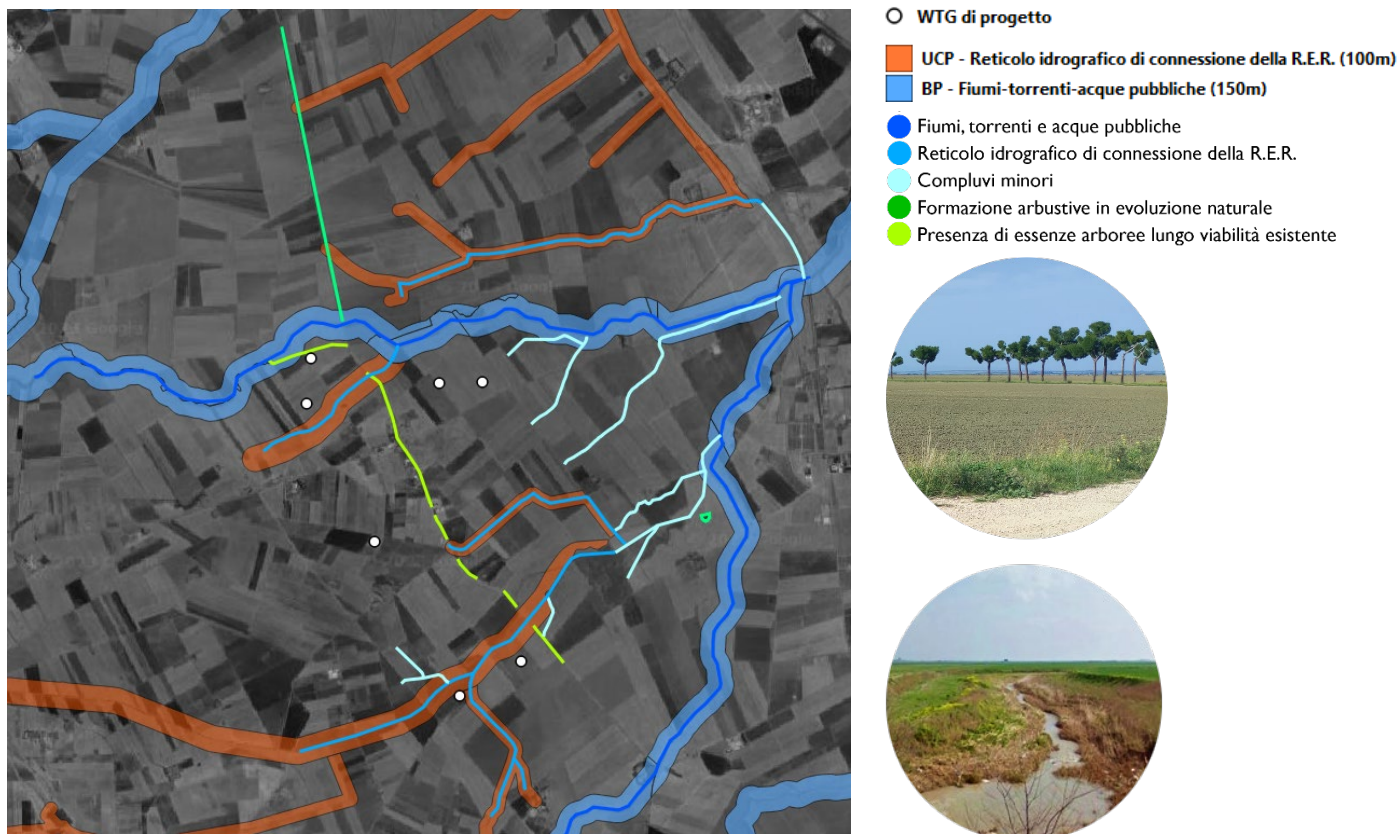 WTG di progetto
UCP - Reticolo idrografico di connessione della R.E.R. (100m)
BP - Fiumi-torrenti-acque pubbliche (150m)
Fiumi, torrenti e acque pubbliche
Reticolo idrografico di connessione della R.E.R.
Compluvi minori
Formazione arbustive in evoluzione naturale
Presenza di essenze arboree lungo viabilità esistente